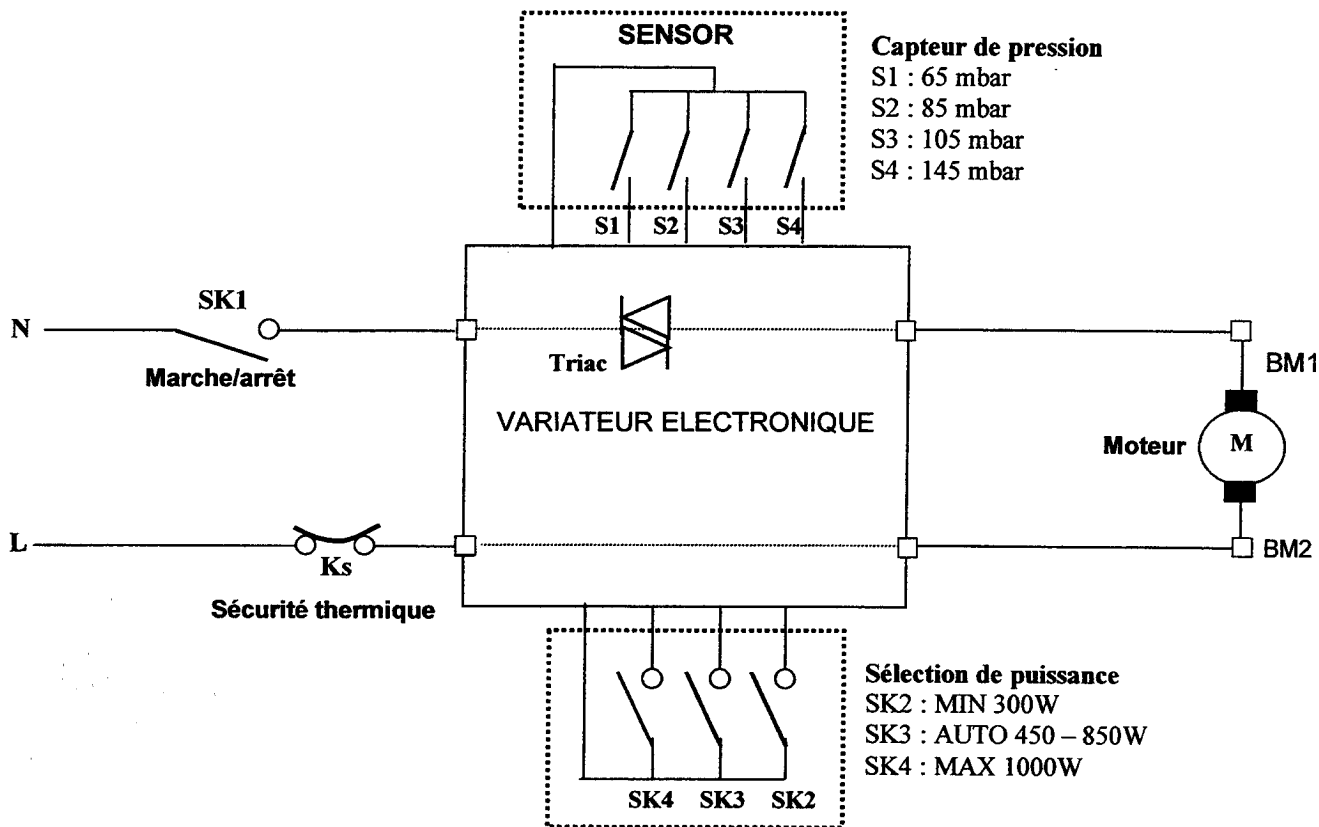 SENSOR
Capteur de pression
S1 : 65 mbar
S2 : 85 mbar
S3 : 105 mbar
S4 : 145 mbar
S1 S2 S3 S4
SK1
N
Marche/arrêt
Triac
BM1
VARIATEUR ELECTRONIQUE
Moteur
M
L
Ks
BM2
Sécurité thermique
Sélection de puissance
SK2 : MIN 300W
SK3 : AUTO 450 – 850W
SK4 : MAX 1000W
SK4 SK3 SK2